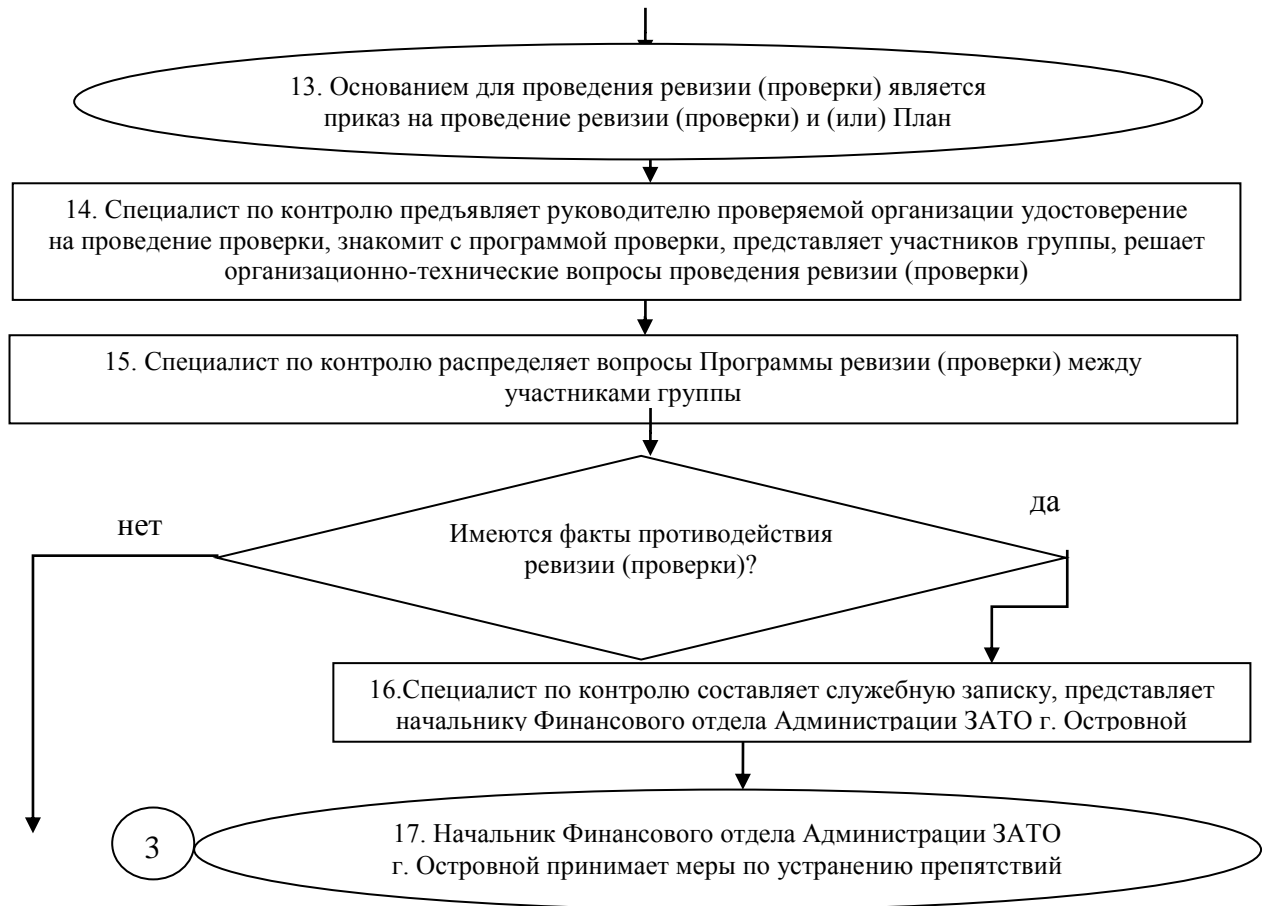 13. Основанием для проведения ревизии (проверки) является
приказ на проведение ревизии (проверки) и (или) План
14. Специалист по контролю предъявляет руководителю проверяемой организации удостоверение
на проведение проверки, знакомит с программой проверки, представляет участников группы, решает
организационно-технические вопросы проведения ревизии (проверки)
15. Специалист по контролю распределяет вопросы Программы ревизии (проверки) между
участниками группы
нет
да
Имеются факты противодействия
ревизии (проверки)?
16.Специалист по контролю составляет служебную записку, представляет
начальнику Финансового отдела Администрации ЗАТО г. Островной
3
17. Начальник Финансового отдела Администрации ЗАТО
г. Островной принимает меры по устранению препятствий